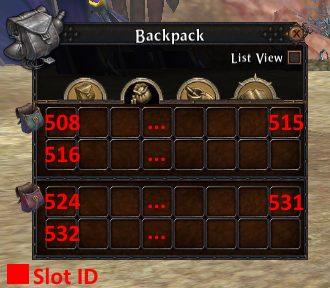 Backpack
List View
508 ... 515
516 ...
524 ... 531
532 ...
Slot ID